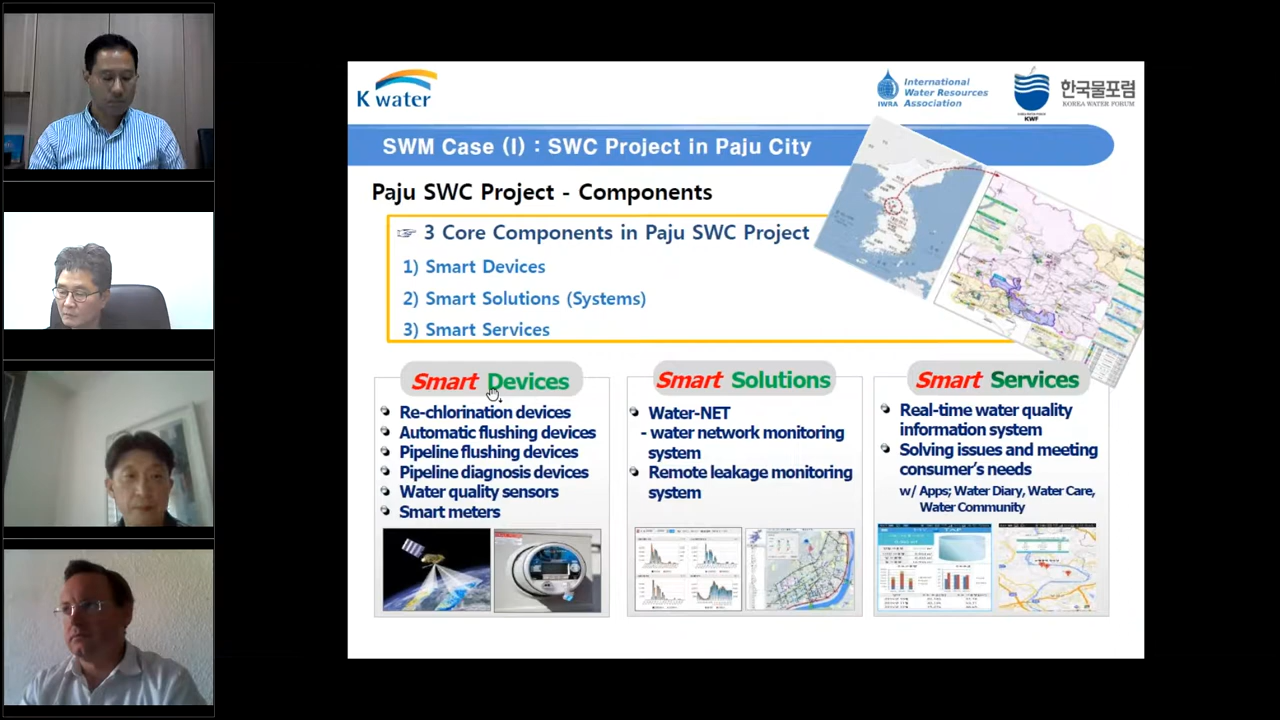 K water
IWRA
International
Water Resources
Association
KWF
한국물포럼
KOREA WATER FORUM
SWM Case (I) : SWC Project in Paju City
Paju SWC Project - Components
☞ 3 Core Components in Paju SWC Project
1) Smart Devices
2) Smart Solutions (Systems)
3) Smart Services
Smart Devices
Re-chlorination devices
Automatic flushing devices
Pipeline flushing devices
Pipeline diagnosis devices
Water quality sensors
Smart meters
Smart Solutions
Water-NET
- water network monitoring
system
Remote leakage monitoring
system
Smart Services
Real-time water quality
information system
Solving issues and meeting
consumer's needs
w/ Apps; Water Diary, Water Care,
Water Community